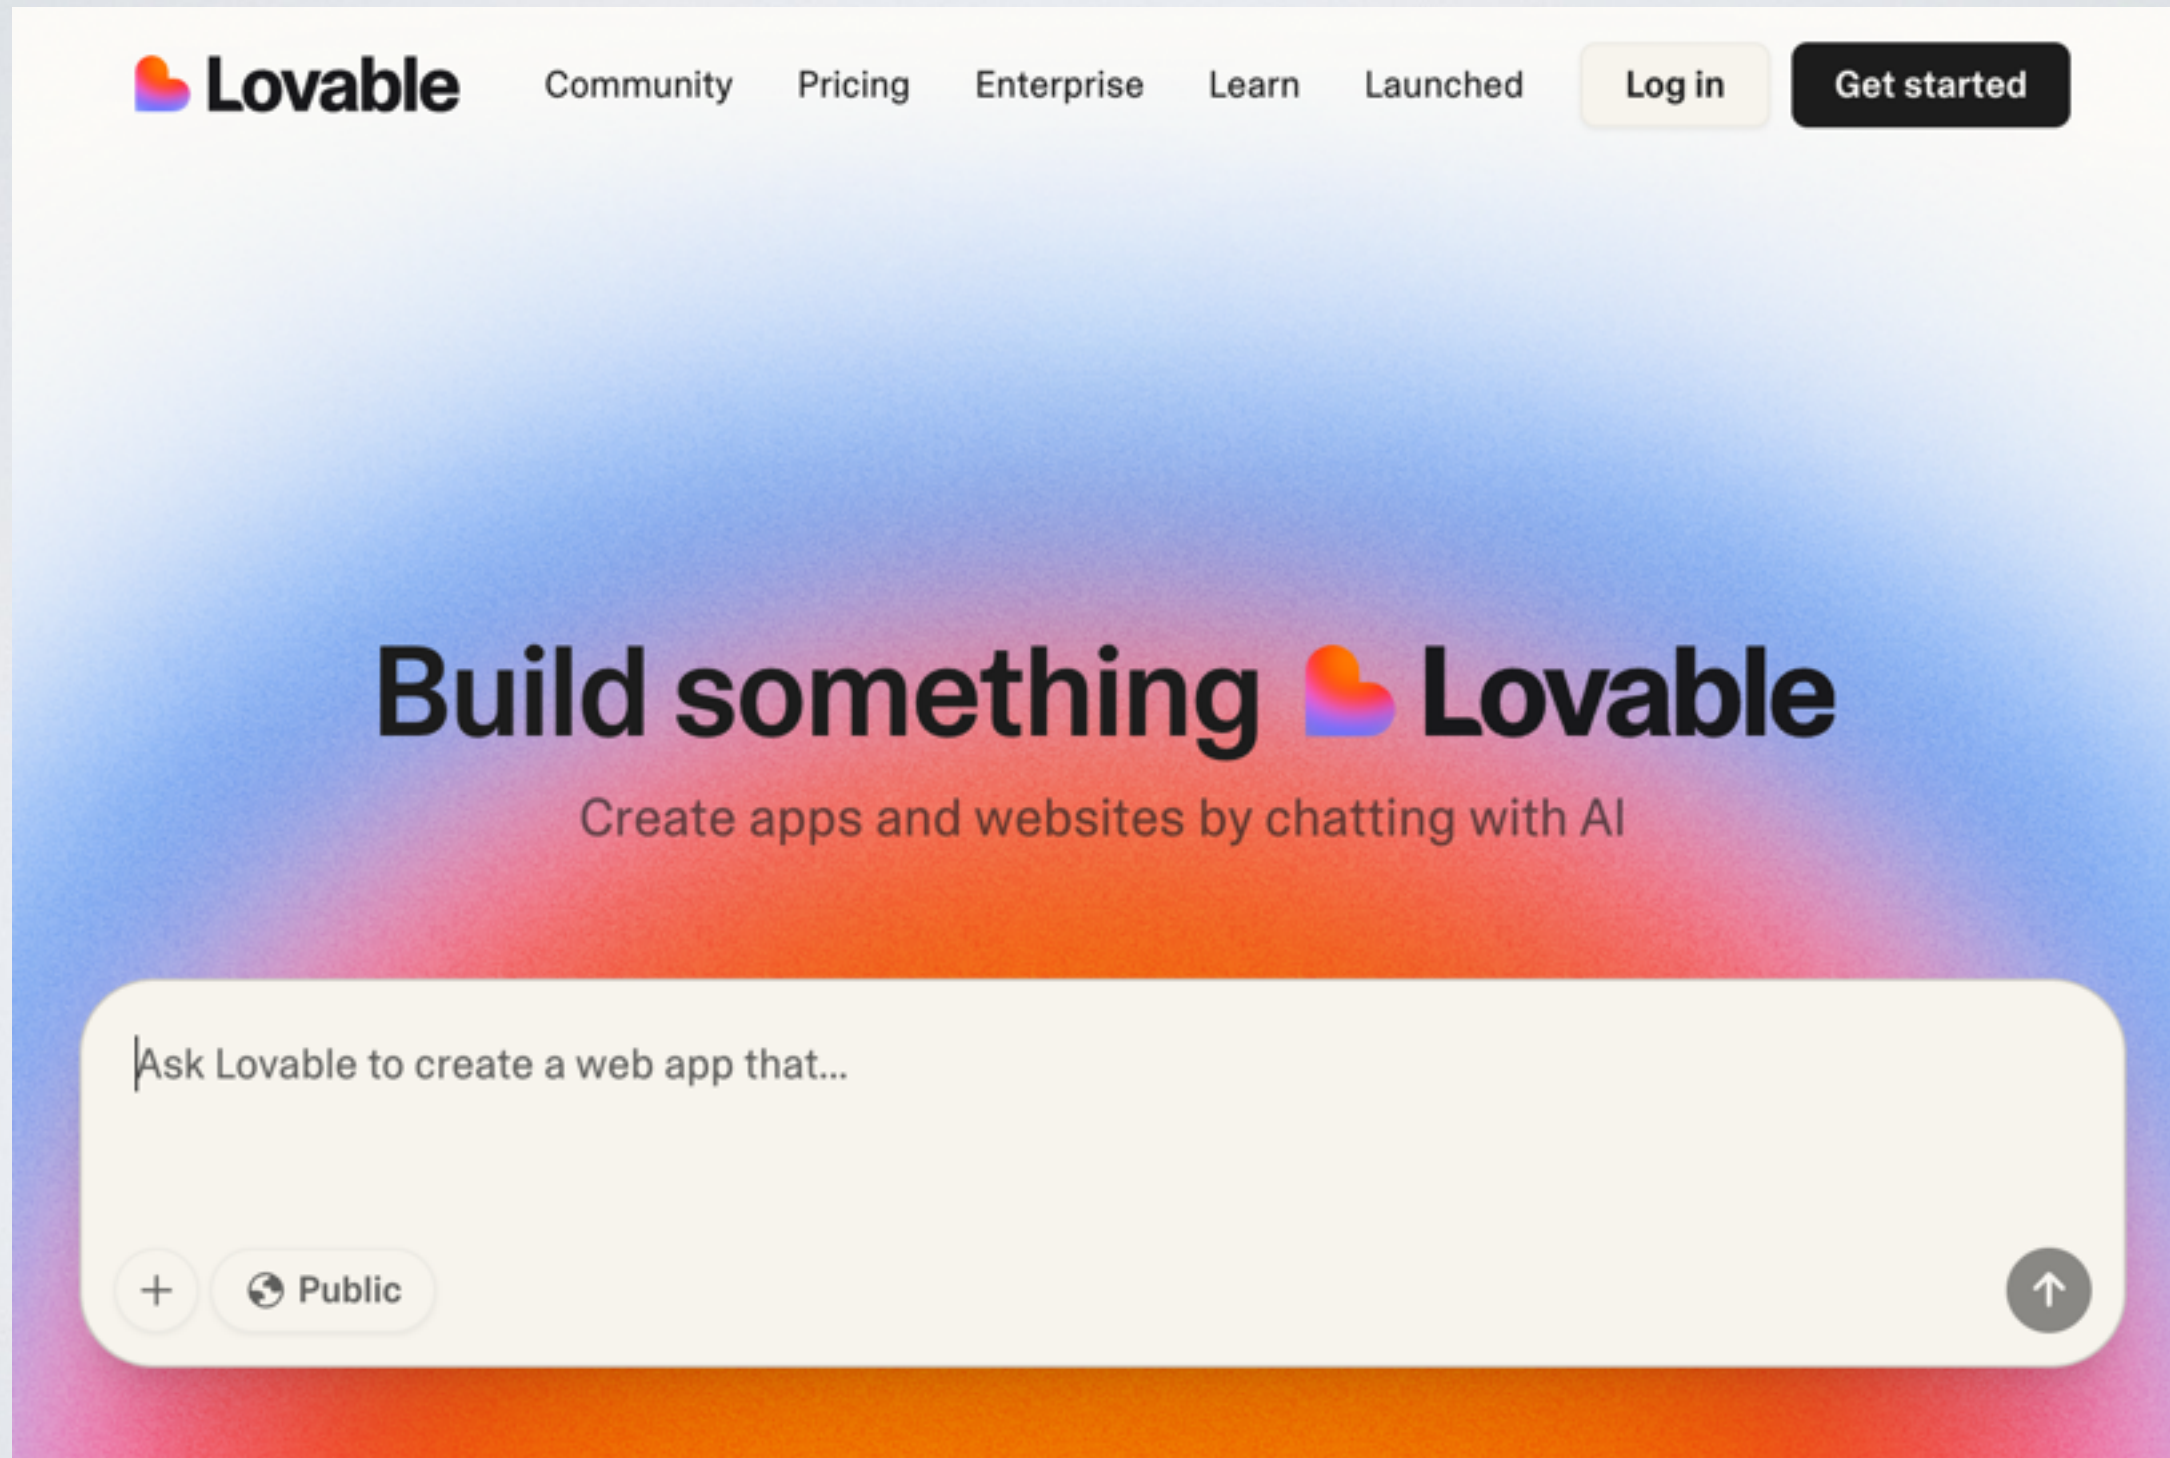 Lovable Community Pricing Enterprise Learn Launched Log in Get started
Build something Lovable
Create apps and websites by chatting with AI
Ask Lovable to create a web app that...
Public